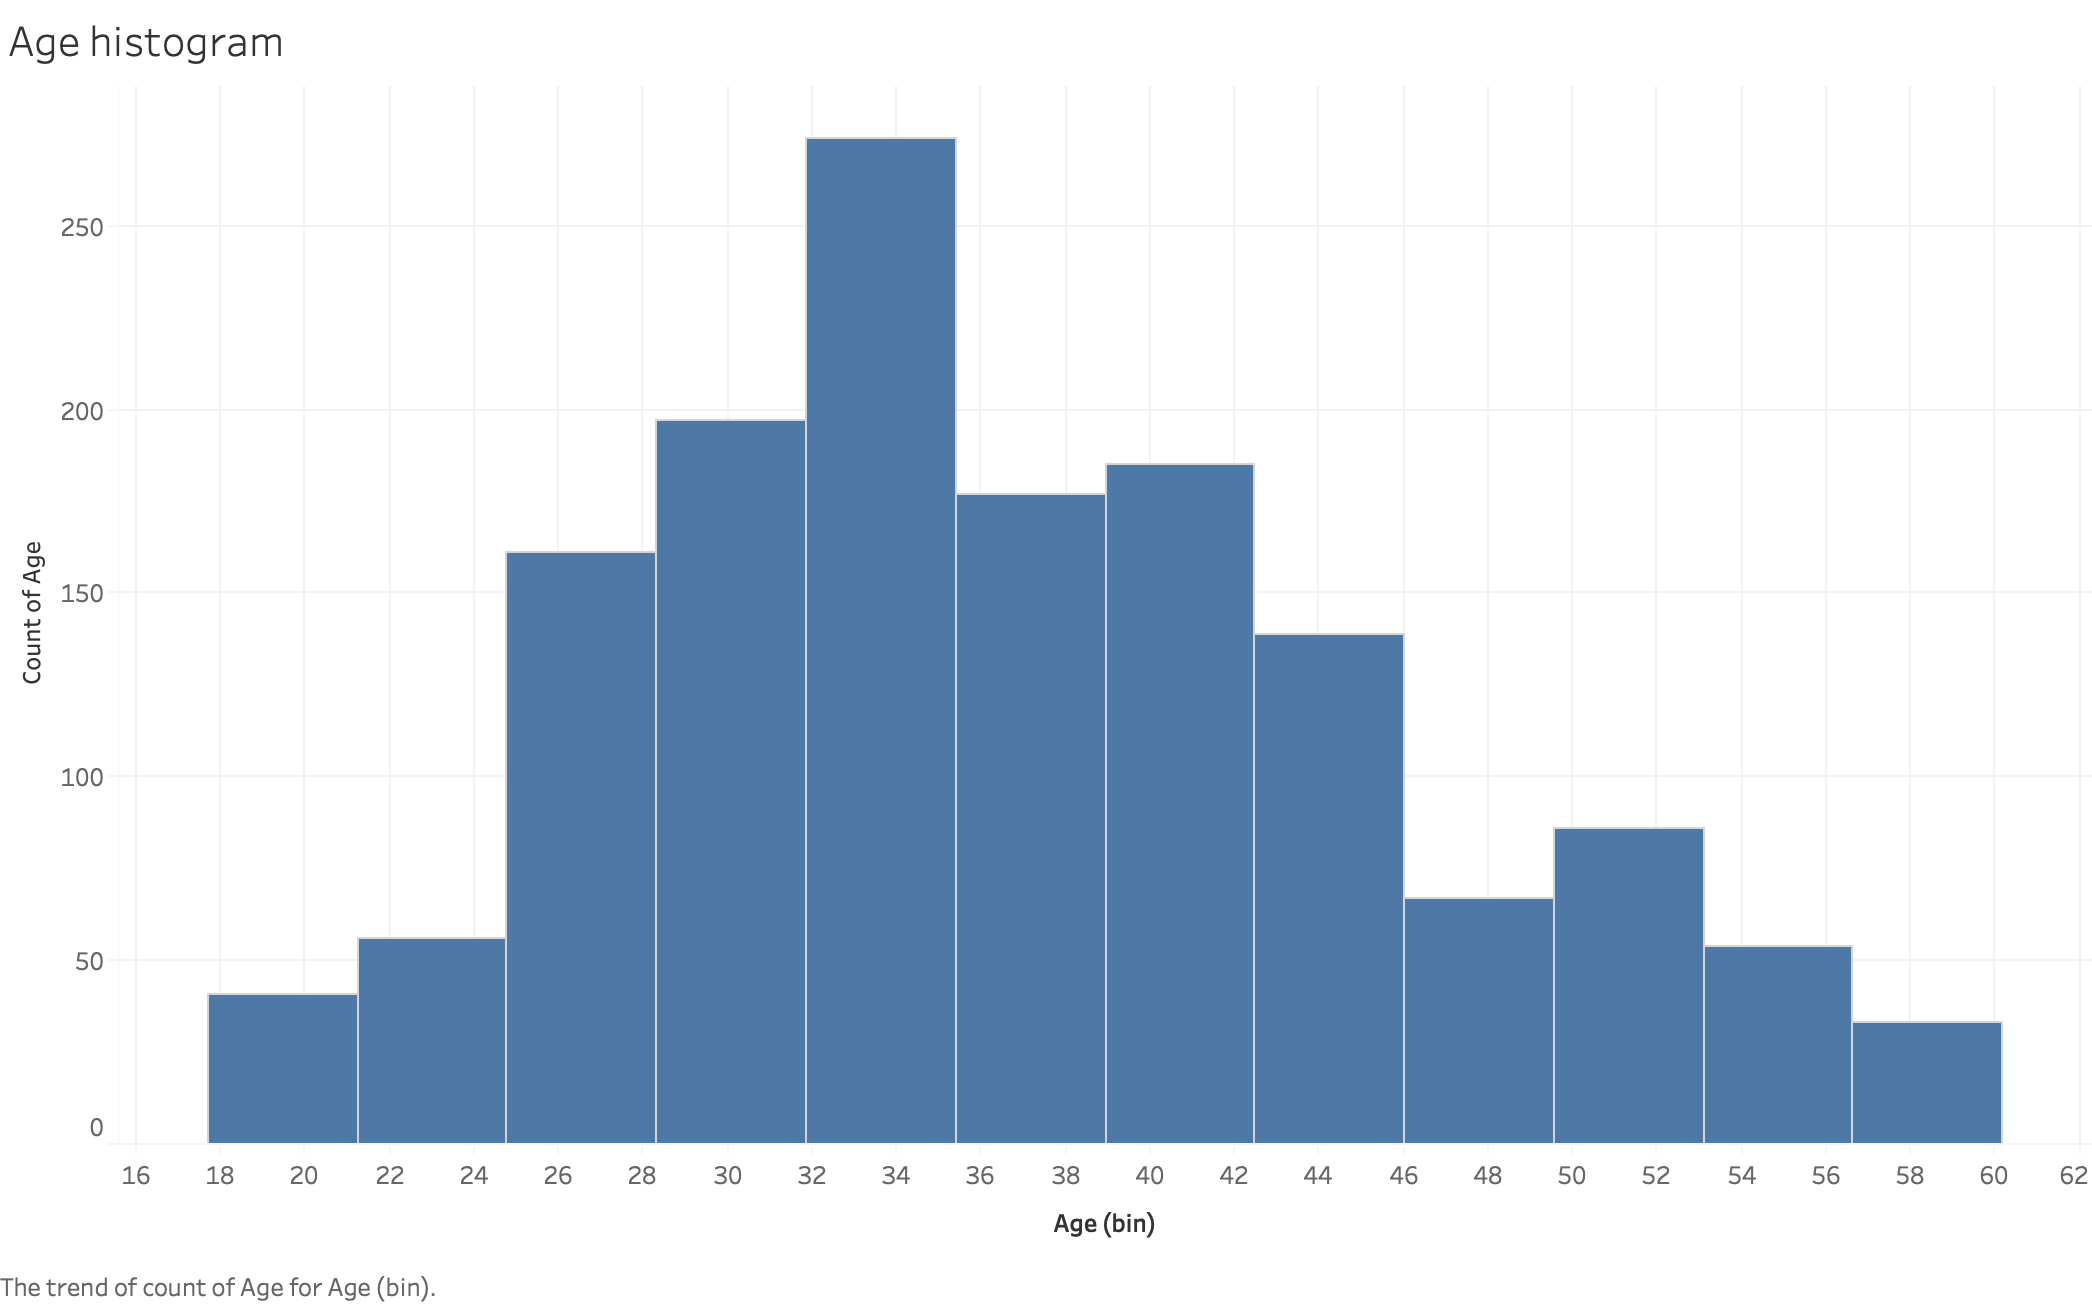 Age histogram
250
200
150
100
50
0
Count of Age
16 18 20 22 24 26 28 30 32 34 36 38 40 42 44 46 48 50 52 54 56 58 60 62
Age (bin)
The trend of count of Age for Age (bin).